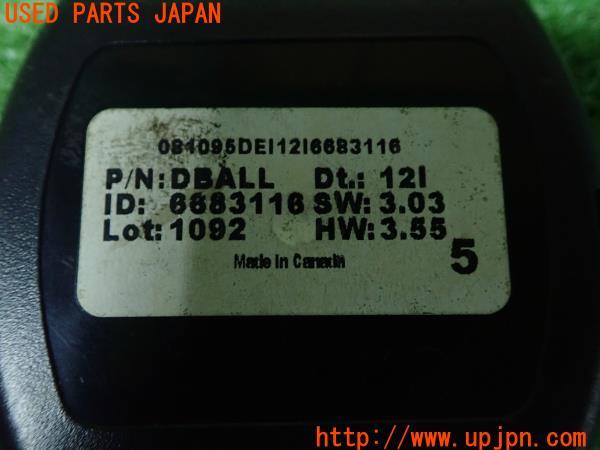 USED PARTS JAPAN
084095DEI12I6683116
P/N:DBALL Dt.: 12I
ID: 6683116 SW: 3.03
Lot: 1092 HW: 3.55
Made In Canada 5
UPJ
http://www.upjpn.com/